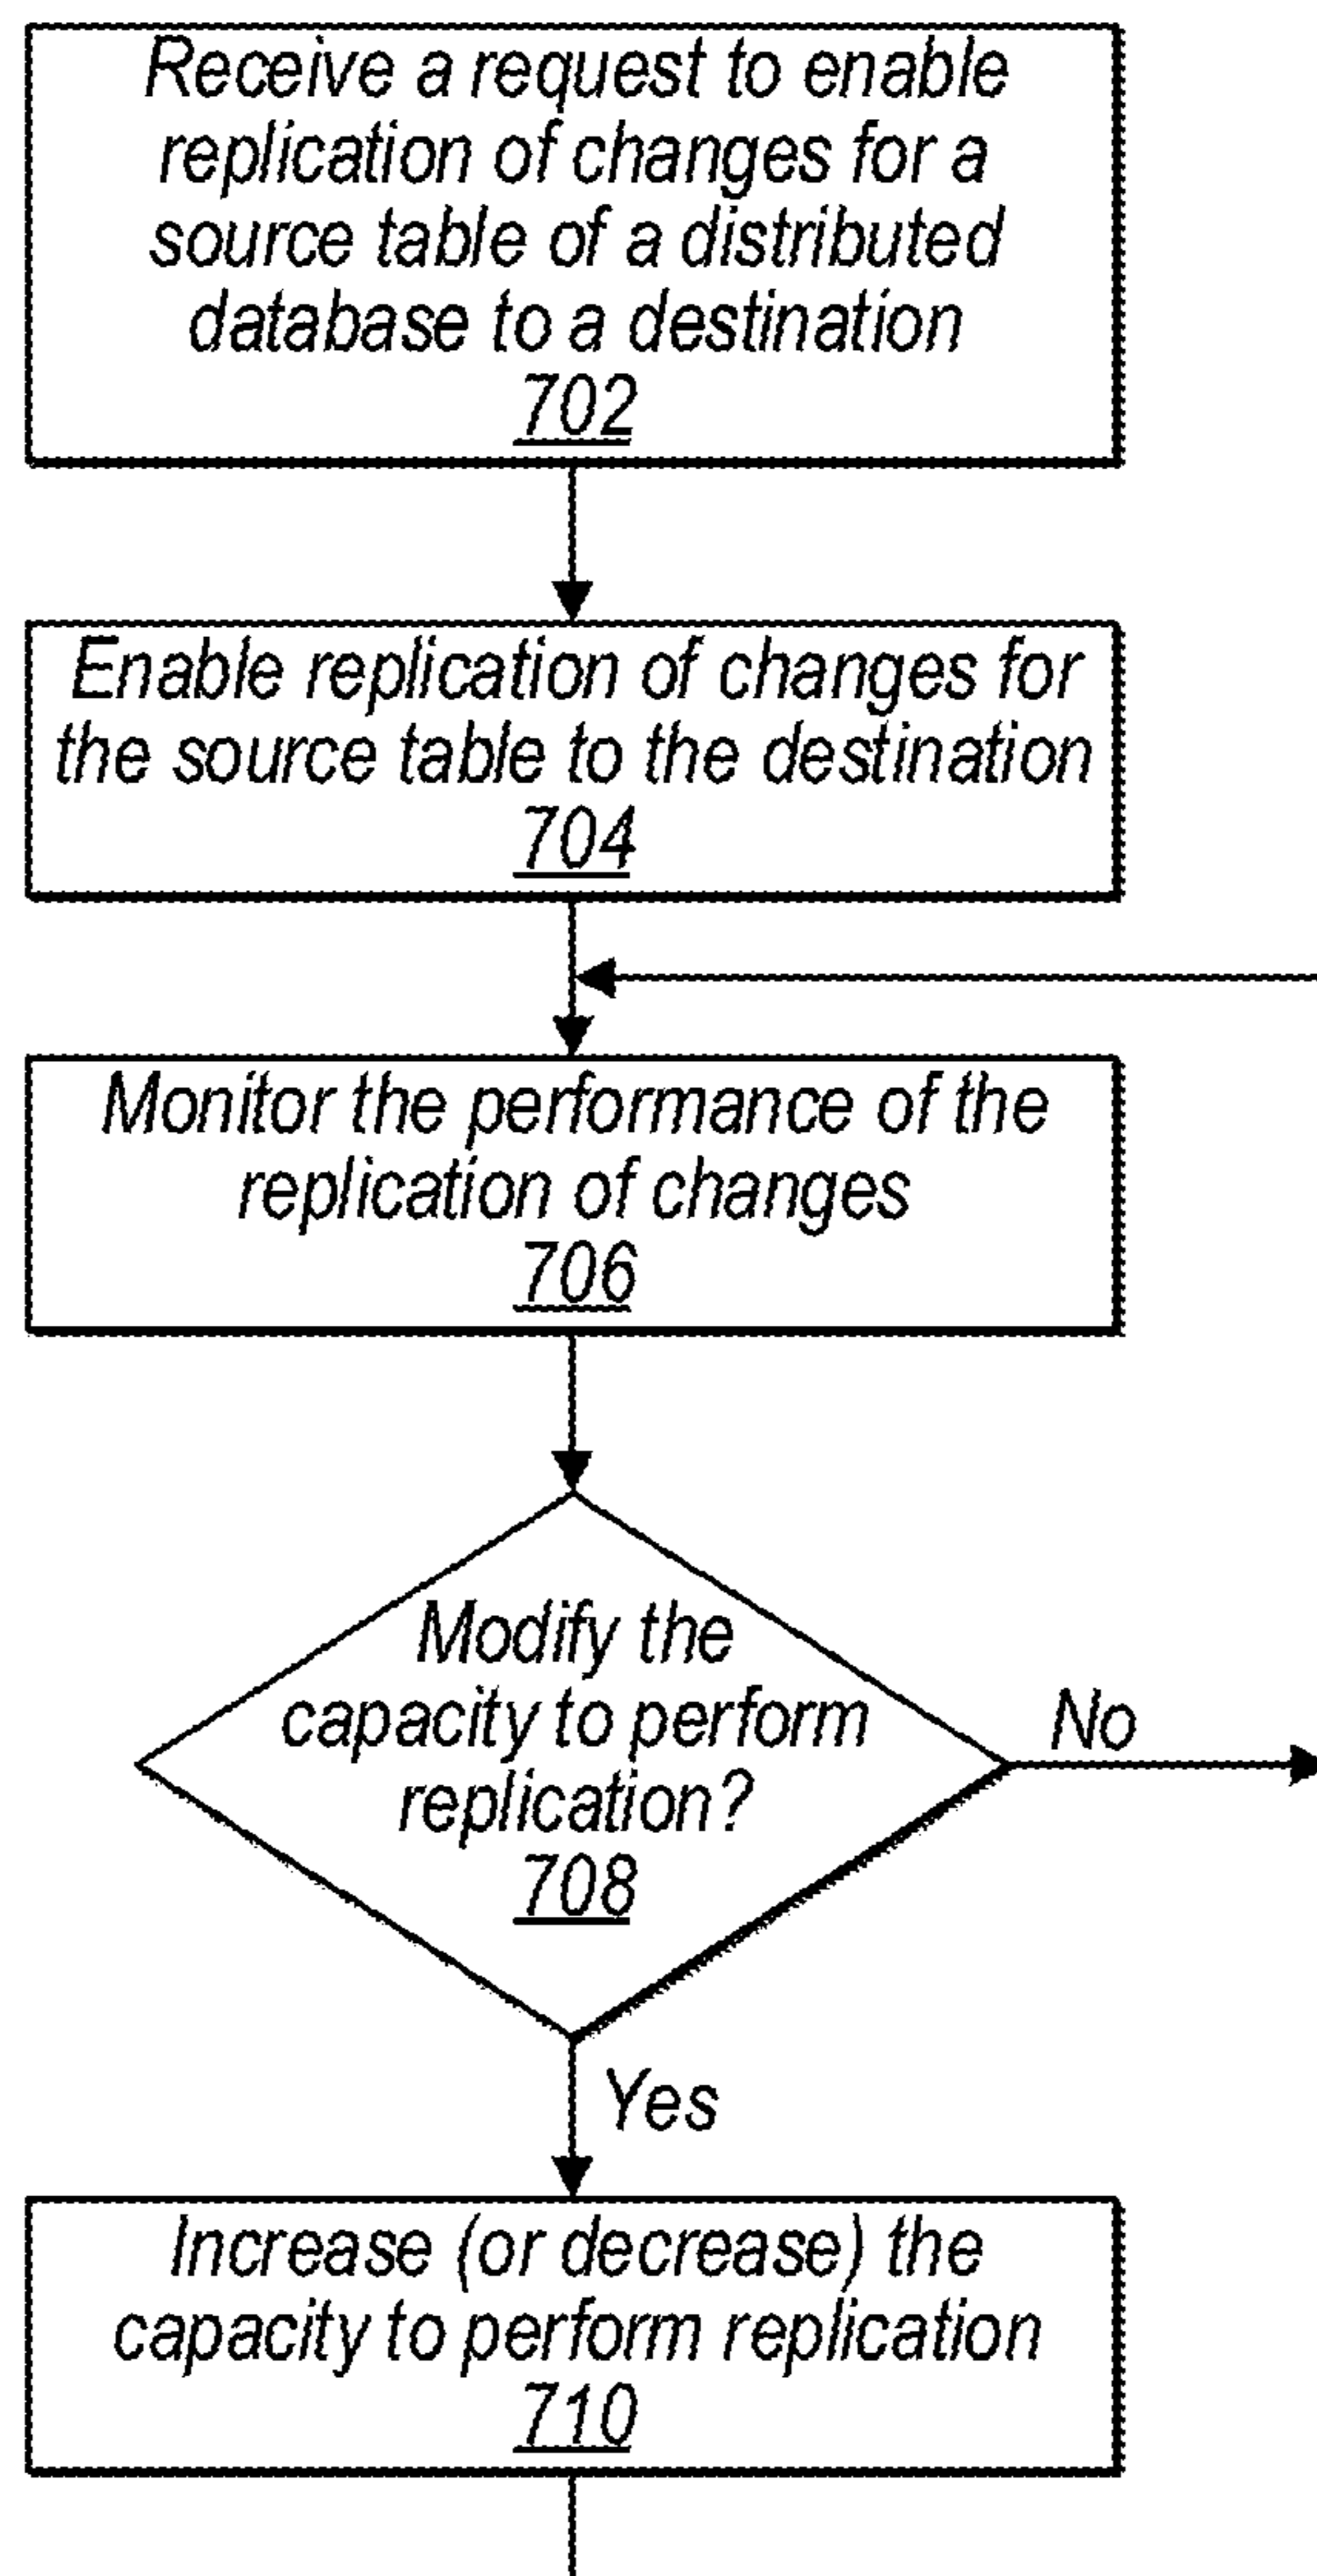 Receive a request to enable
replication of changes for a
source table of a distributed
database to a destination
702
Enable replication of changes for
the source table to the destination
704
Monitor the performance of the
replication of changes
706
Modify the
capacity to perform
replication?
708
No
Yes
Increase (or decrease) the
capacity to perform replication
710